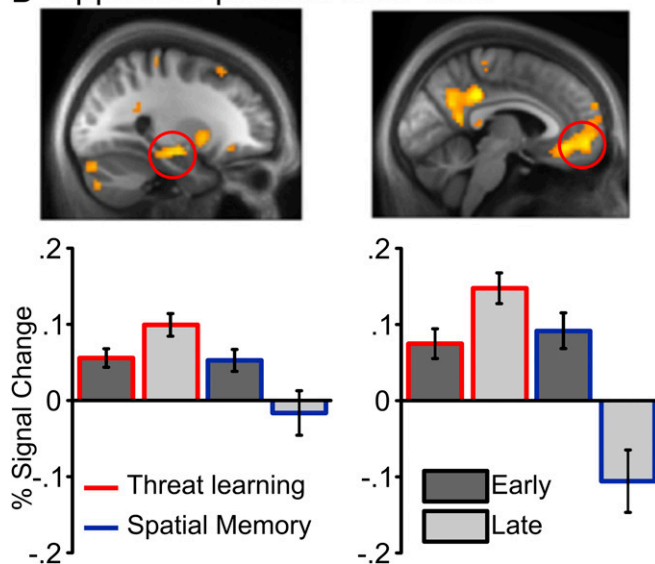 .2
.1
0
-.1
-.2
% Signal Change
Threat learning
Spatial Memory
.2
.1
0
-.1
-.2
Early
Late